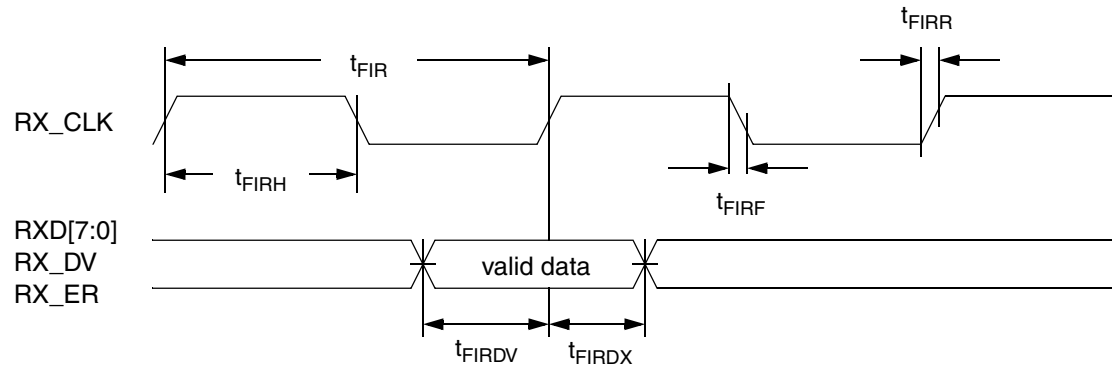 tFIRR
tFIR
RX_CLK
tFIRH
tFIRF
RXD[7:0]
RX_DV
valid data
RX_ER
tFIRDV
tFIRDX